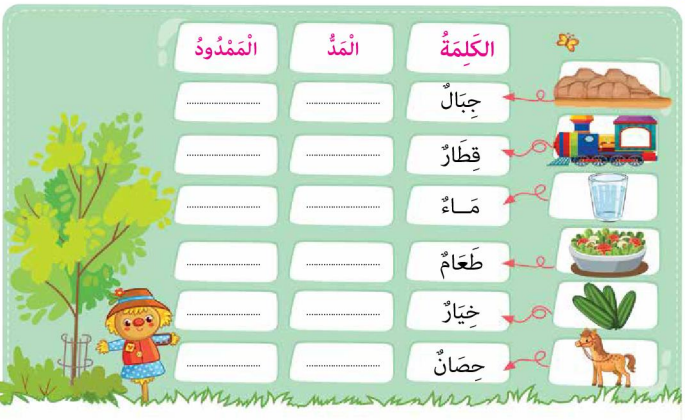 الكَلِمَةُ الْمَدُّ الْمَمْدُودُ
جِبَالٌ
قِطَارٌ
مَـاءٌ
طَعَامٌ
خِيَارٌ
حِصَانٌ